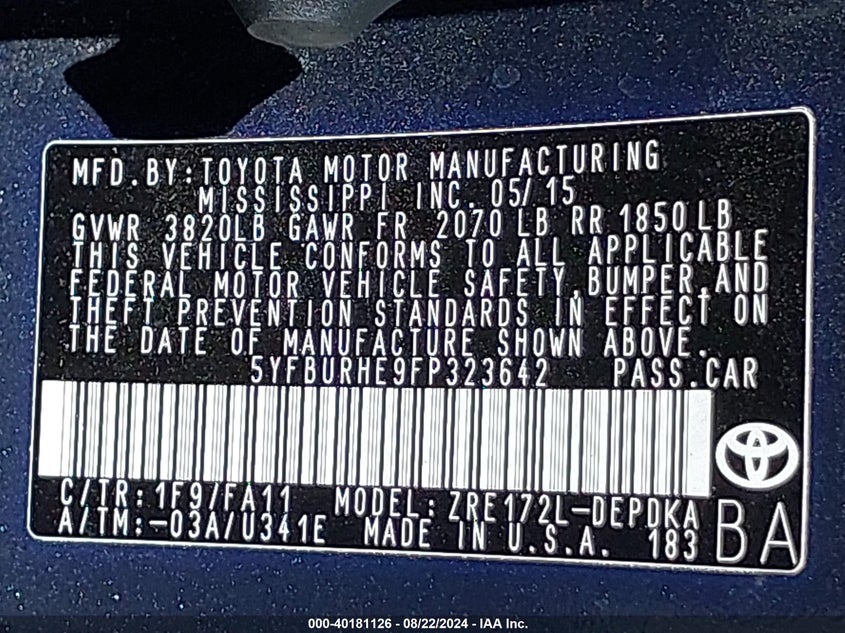 MFD.BY:TOYOTA MOTOR MANUFACTURING
MISSISSIPPI INC. 05/15
GVWR 3820LB GAWR FR 2070 LB RR 1850LB
THIS VEHICLE CONFORMS TO ALL APPLICABLE
FEDERAL MOTOR VEHICLE SAFETY,BUMPER,AND
THEFT PREVENTION STANDARDS IN EFFECT ON
THE DATE OF MANUFACTURE SHOWN ABOVE.
5YFBURHE9FP323642 PASS.CAR
C/TR:1F9/FA11 MODEL:ZRE172L-DEPDKA
A/TM:-03A/U341E MADE IN U.S.A. 183 BA
000-40181126 - 08/22/2024 - IAA Inc.